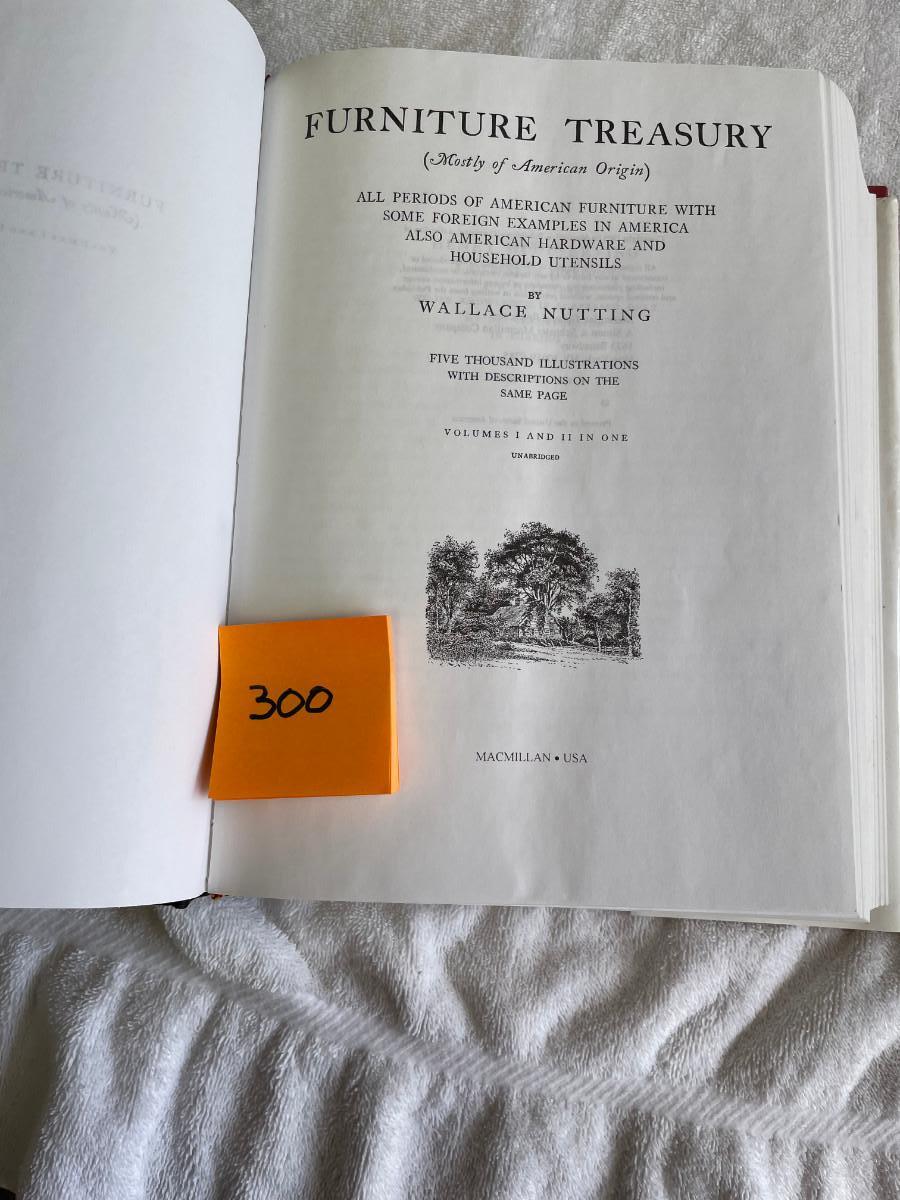 FURNITURE TREASURY
(Mostly of American Origin)
ALL PERIODS OF AMERICAN FURNITURE WITH
SOME FOREIGN EXAMPLES IN AMERICA
ALSO AMERICAN HARDWARE AND
HOUSEHOLD UTENSILS
BY
WALLACE NUTTING
FIVE THOUSAND ILLUSTRATIONS
WITH DESCRIPTIONS ON THE
SAME PAGE
VOLUMES I AND II IN ONE
UNABRIDGED
300
MACMILLAN • USA